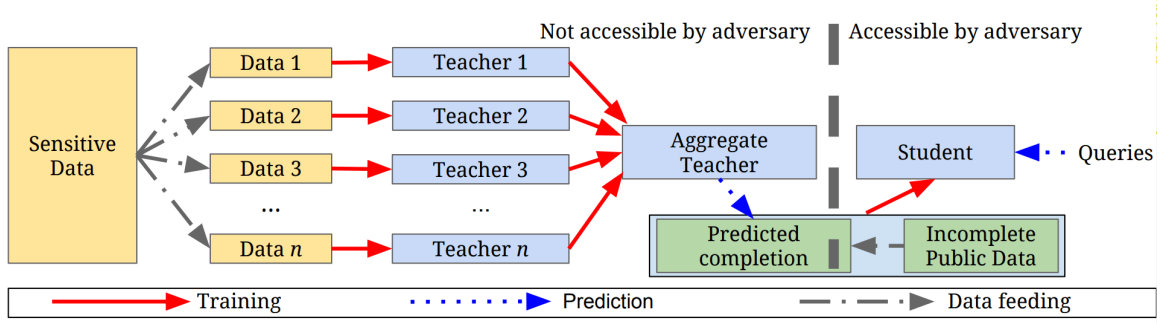 Not accessible by adversary
Accessible by adversary
Sensitive
Data
Data 1
Teacher 1
Data 2
Teacher 2
Data 3
Teacher 3
...
...
Data n
Teacher n
Aggregate
Teacher
Student
Queries
Predicted
completion
Incomplete
Public Data
Training
Prediction
Data feeding